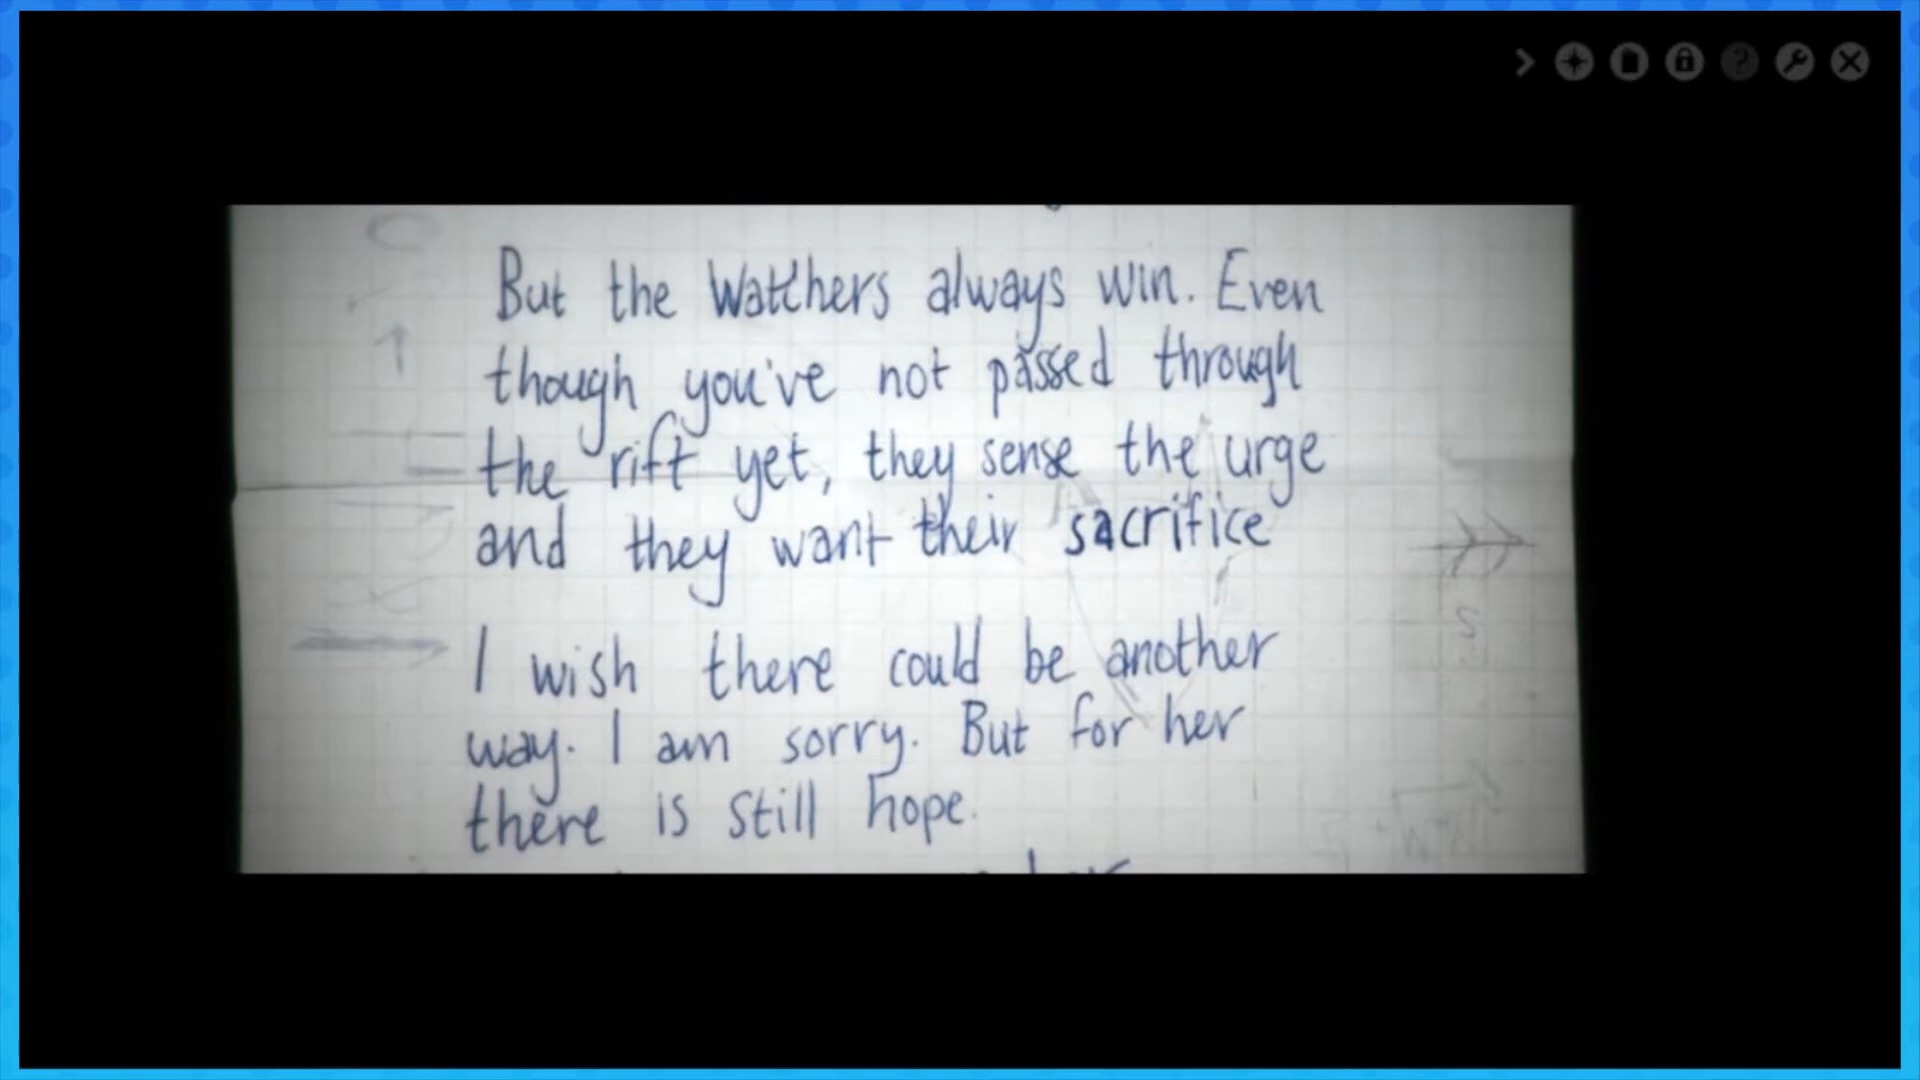 But the Watchers always win. Even
though you've not passed through
the rift yet, they sense the urge
and they want their sacrifice
I wish there could be another
way. I am sorry. But for her
there is still hope.